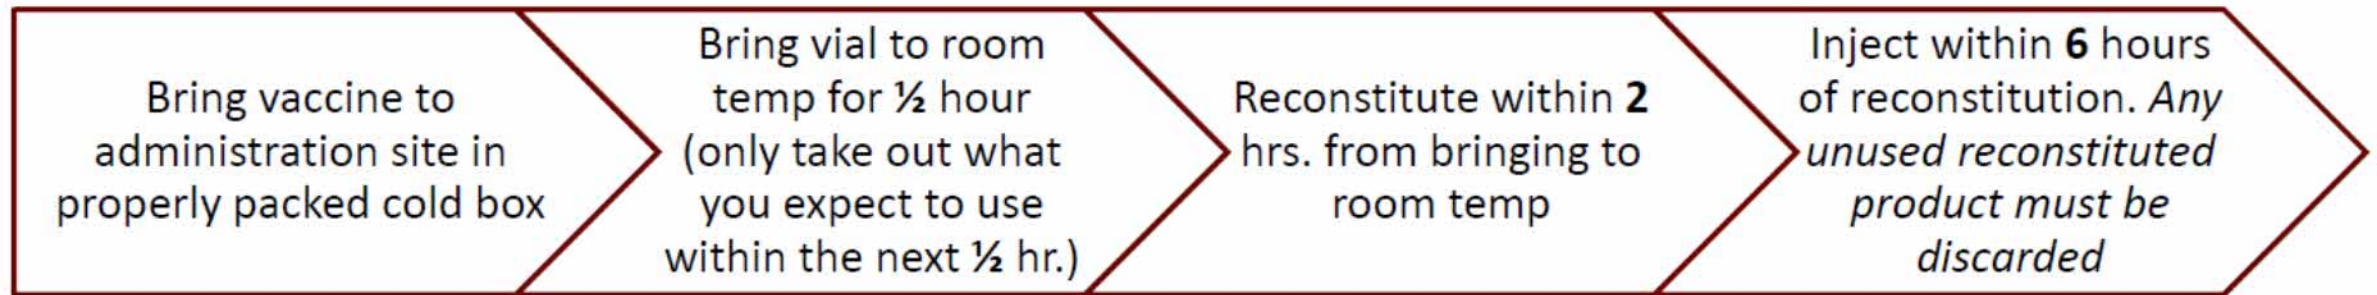 Bring vaccine to
administration site in
properly packed cold box
Bring vial to room
temp for ½ hour
(only take out what
you expect to use
within the next ½ hr.)
Reconstitute within 2
hrs. from bringing to
room temp
Inject within 6 hours
of reconstitution. Any
unused reconstituted
product must be
discarded